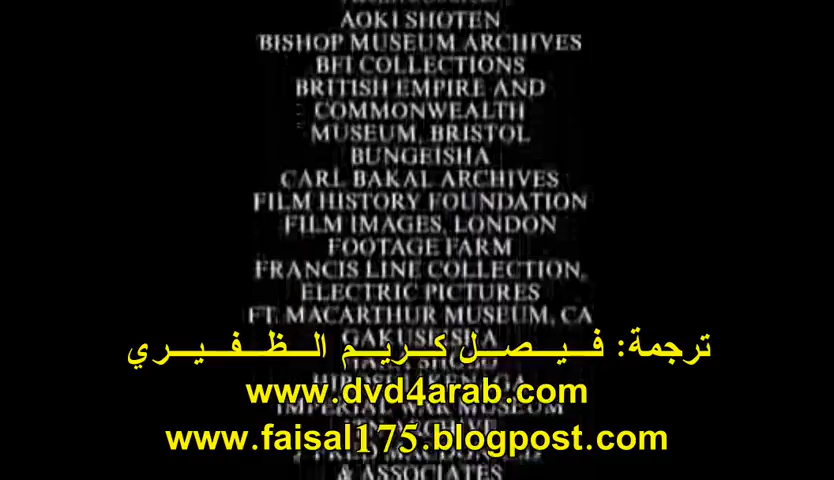 AOKI SHOTEN
BISHOP MUSEUM ARCHIVES
BFI COLLECTIONS
BRITISH EMPIRE AND
COMMONWEALTH
MUSEUM, BRISTOL
BUNGEISHA
CARL BAKAL ARCHIVES
FILM HISTORY FOUNDATION
FILM IMAGES, LONDON
FOOTAGE FARM
FRANCIS LINE COLLECTION,
ELECTRIC PICTURES
FT. MACARTHUR MUSEUM, CA
ترجمة: فـيـصـل كـريـم الـظـفـيـري
www.dvd4arab.com
IMPERIAL WAR MUSEUM
www.faisal175.blogpost.com
& ASSOCIATES